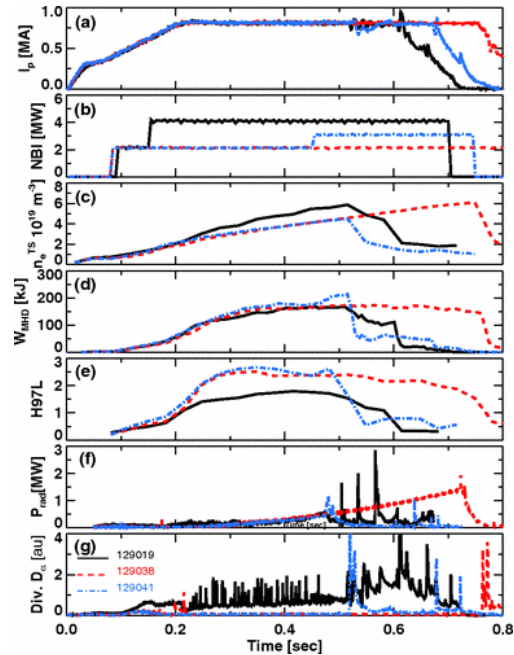 (a)
I_p [MA]
1.0
0.5
0.0
(b)
NBI [MW]
6
4
2
0
(c)
n_e^TS 10^19 m^-3
8
6
4
2
0
(d)
W_MHD [kJ]
300
200
100
0
(e)
H97L
3
2
1
0
(f)
P_rad [MW]
3
2
1
0
[sec]
(g)
Div. D_α [au]
4
2
0
129019
129038
129041
0.0 0.2 0.4 0.6 0.8
Time [sec]